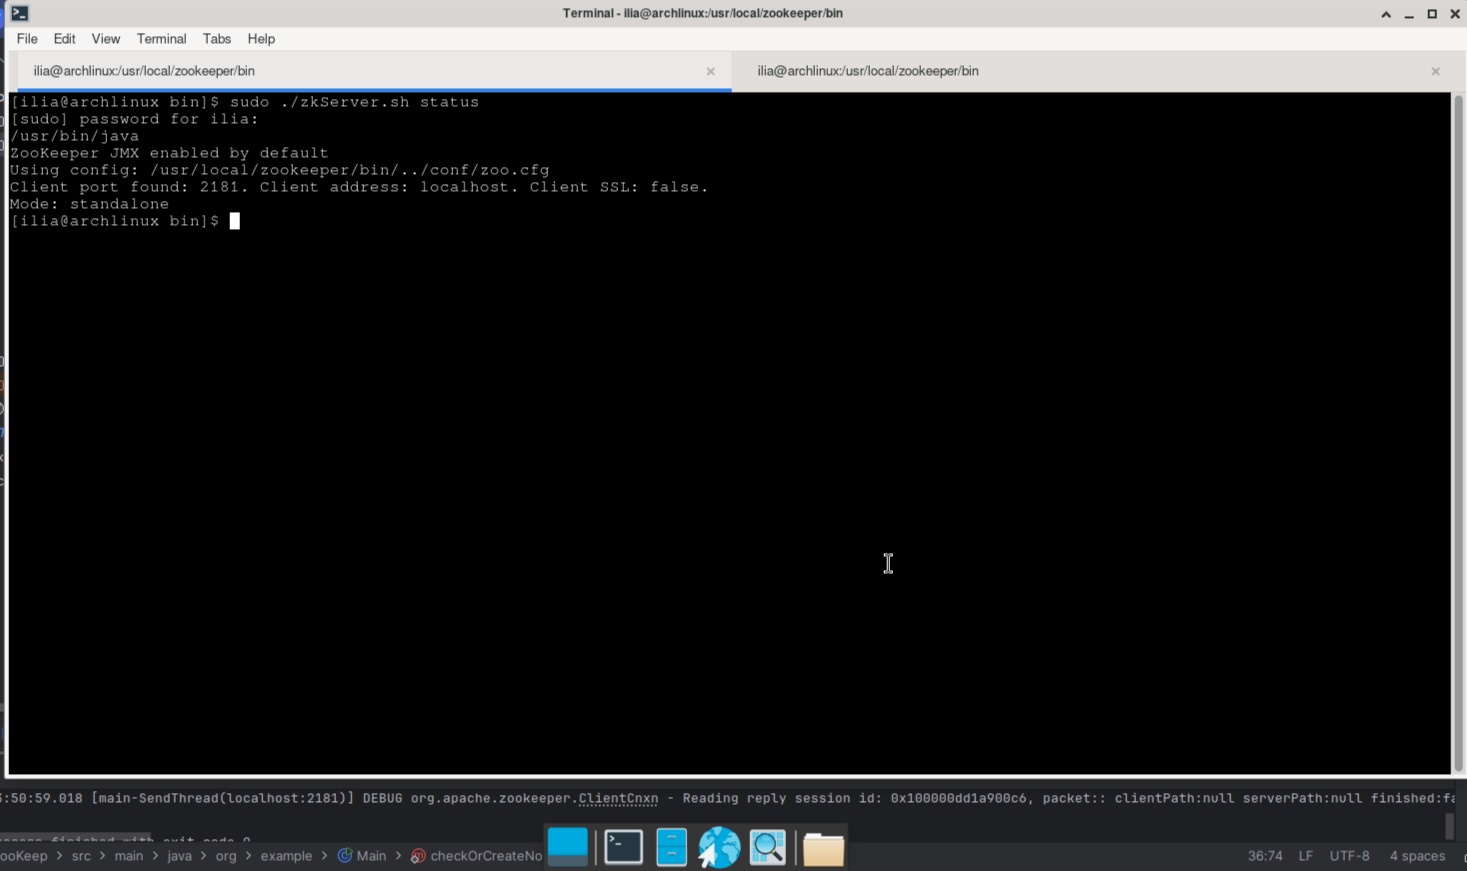 Terminal - ilia@archlinux:/usr/local/zookeeper/bin
File Edit View Terminal Tabs Help
ilia@archlinux:/usr/local/zookeeper/bin
ilia@archlinux:/usr/local/zookeeper/bin
[ilia@archlinux bin]$ sudo ./zkServer.sh status
[sudo] password for ilia:
/usr/bin/java
ZooKeeper JMX enabled by default
Using config: /usr/local/zookeeper/bin/../conf/zoo.cfg
Client port found: 2181. Client address: localhost. Client SSL: false.
Mode: standalone
[ilia@archlinux bin]$
:50:59.018 [main-SendThread(localhost:2181)] DEBUG org.apache.zookeeper.ClientCnxn - Reading reply session id: 0x100000dd1a900c6, packet:: clientPath:null serverPath:null finished:fa
finished with exit code 0
ooKeep > src > main > java > org > example > Main > checkOrCreateNo
36:74 LF UTF-8 4 spaces